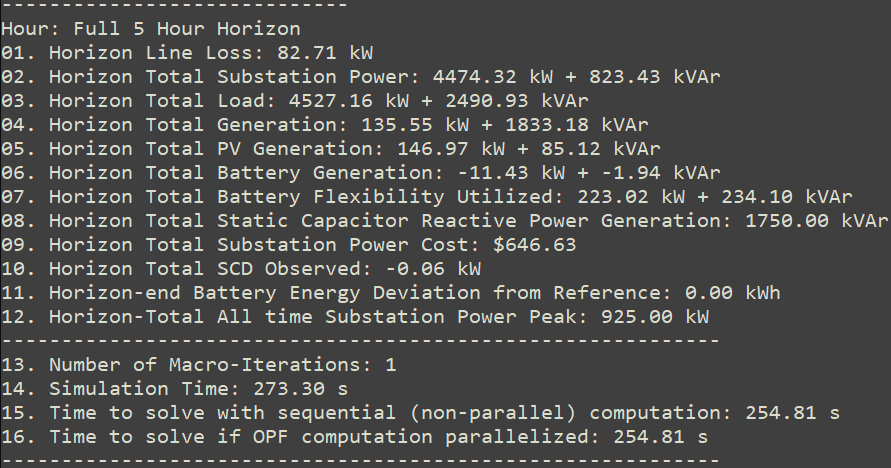 -----------------------------
Hour: Full 5 Hour Horizon
01. Horizon Line Loss: 82.71 kW
02. Horizon Total Substation Power: 4474.32 kW + 823.43 kVAr
03. Horizon Total Load: 4527.16 kW + 2490.93 kVAr
04. Horizon Total Generation: 135.55 kW + 1833.18 kVAr
05. Horizon Total PV Generation: 146.97 kW + 85.12 kVAr
06. Horizon Total Battery Generation: -11.43 kW + -1.94 kVAr
07. Horizon Total Battery Flexibility Utilized: 223.02 kW + 234.10 kVAr
08. Horizon Total Static Capacitor Reactive Power Generation: 1750.00 kVAr
09. Horizon Total Substation Power Cost: $646.63
10. Horizon Total SCD Observed: -0.06 kW
11. Horizon-end Battery Energy Deviation from Reference: 0.00 kWh
12. Horizon-Total All time Substation Power Peak: 925.00 kW
------------------------------------------------------------
13. Number of Macro-Iterations: 1
14. Simulation Time: 273.30 s
15. Time to solve with sequential (non-parallel) computation: 254.81 s
16. Time to solve if OPF computation parallelized: 254.81 s
------------------------------------------------------------